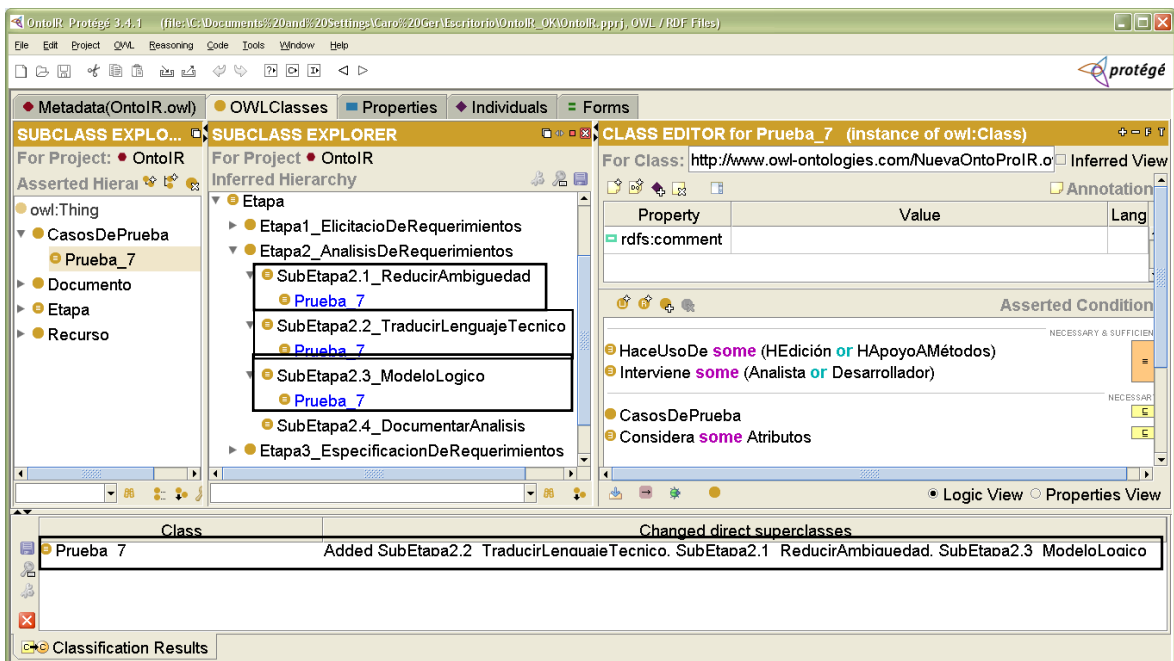 OntoIR Protégé 3.4.1 (file:\C:\Documents%20and%20Settings\Caro%20Ger\Escritorio\OntoIR_OK\OntoIR.pprj, OWL / RDF Files)
File Edit Project OWL Reasoning Code Tools Window Help
protégé
Metadata(OntoIR.owl) OWLClasses Properties Individuals Forms
SUBCLASS EXPLO...
For Project: OntoIR
Asserted Hierar
owl:Thing
CasosDePrueba
Prueba_7
Documento
Etapa
Recurso
SUBCLASS EXPLORER
For Project OntoIR
Inferred Hierarchy
Etapa
Etapa1_ElicitacioDeRequerimientos
Etapa2_AnalisisDeRequerimientos
SubEtapa2.1_ReducirAmbiguedad
Prueba_7
SubEtapa2.2_TraducirLenguajeTecnico
Prueba_7
SubEtapa2.3_ModeloLogico
Prueba_7
SubEtapa2.4_DocumentarAnalisis
Etapa3_EspecificacionDeRequerimientos
CLASS EDITOR for Prueba_7 (instance of owl:Class)
For Class: http://www.owl-ontologies.com/NuevaOntoProIR.o Inferred View
Annotation
Property Value Lang
rdfs:comment
Asserted Condition
NECESSARY & SUFFICIEN
HaceUsoDe some (HEdición or HApoyoAMétodos)
Interviene some (Analista or Desarrollador)
NECESSAR
CasosDePrueba
Considera some Atributos
Logic View Properties View
Class Changed direct superclasses
Prueba_7 Added SubEtapa2.2_TraducirLenguajeTecnico, SubEtapa2.1_ReducirAmbiguedad, SubEtapa2.3_ModeloLogico
Classification Results